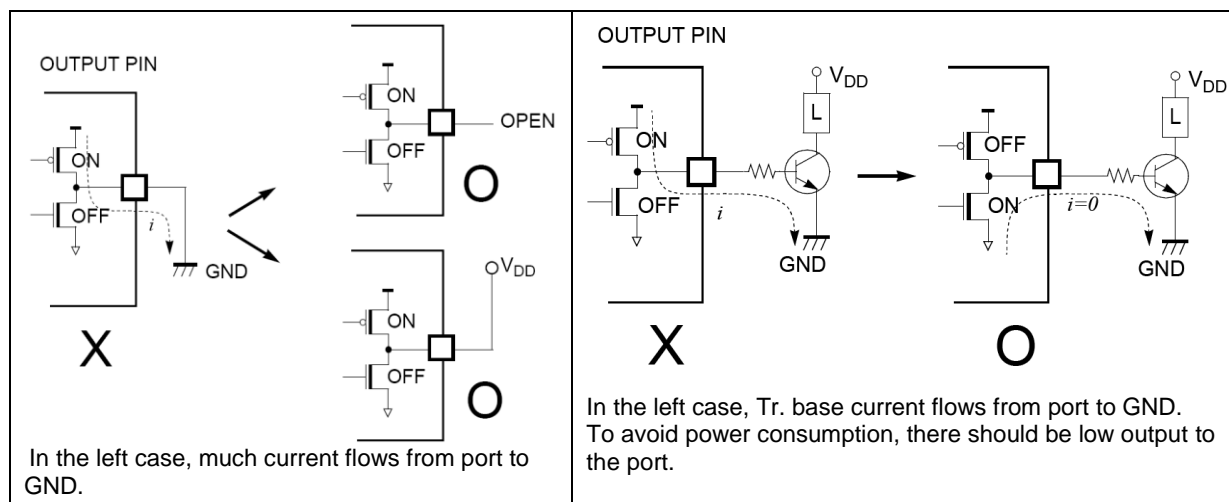 OUTPUT PIN
ON
OFF
i
GND
X
ON
OFF
OPEN
O
VDD
ON
OFF
O
In the left case, much current flows from port to
GND.
OUTPUT PIN
ON
OFF
i
VDD
L
GND
X
OFF
ON
i=0
VDD
L
GND
O
In the left case, Tr. base current flows from port to GND.
To avoid power consumption, there should be low output to
the port.